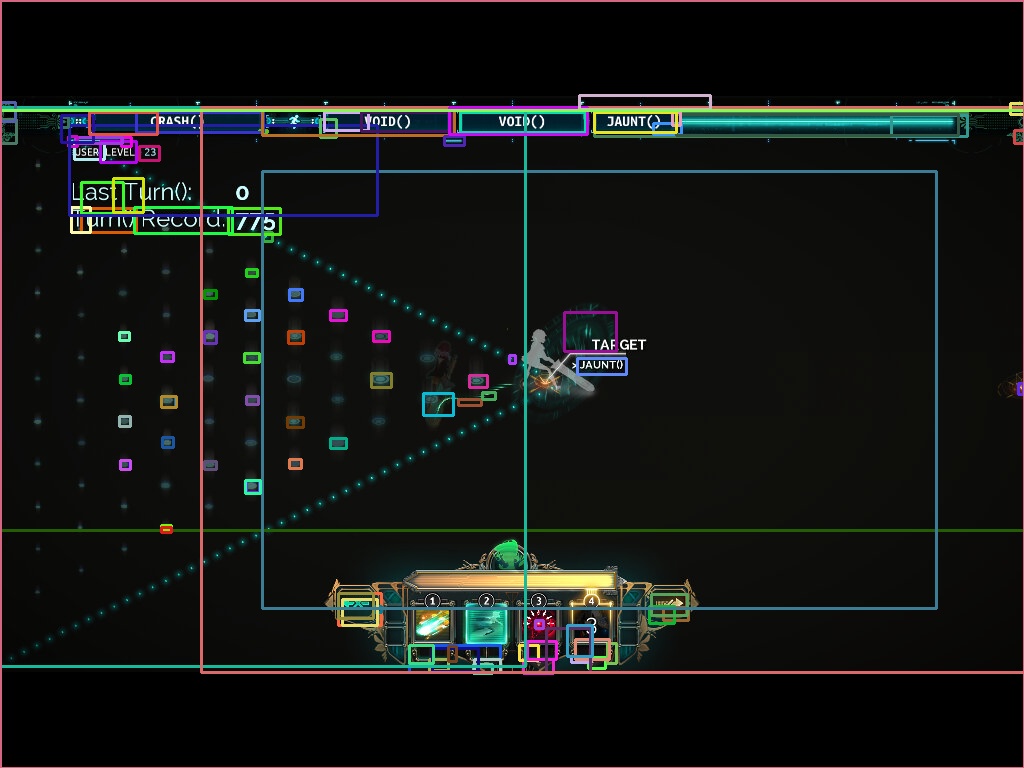 CRASH() VOID() VOID() JAUNT()
USER LEVEL 23
Last Turn(): 0
Turn() Record: 775
TARGET
>JAUNT()
1 2 3 4
3